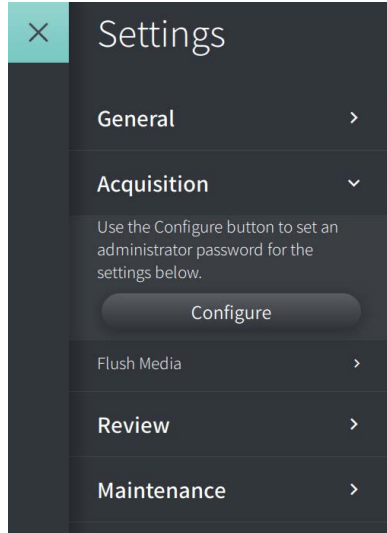 Settings
General
Acquisition
Use the Configure button to set an
administrator password for the
settings below.
Configure
Flush Media
Review
Maintenance